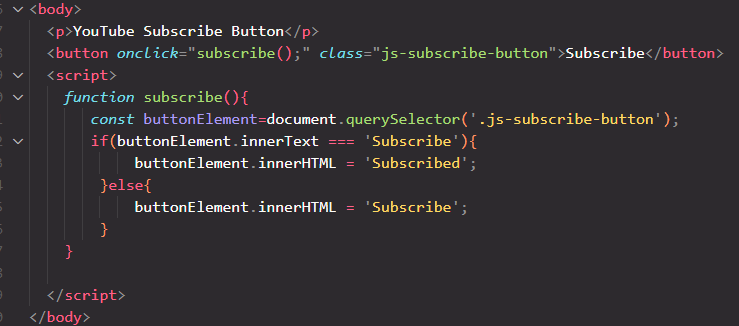 <body>
<p>YouTube Subscribe Button</p>
<button onclick="subscribe();" class="js-subscribe-button">Subscribe</button>
<script>
function subscribe(){
const buttonElement=document.querySelector('.js-subscribe-button');
if(buttonElement.innerText === 'Subscribe'){
buttonElement.innerHTML = 'Subscribed';
}else{
buttonElement.innerHTML = 'Subscribe';
}
}
</script>
</body>